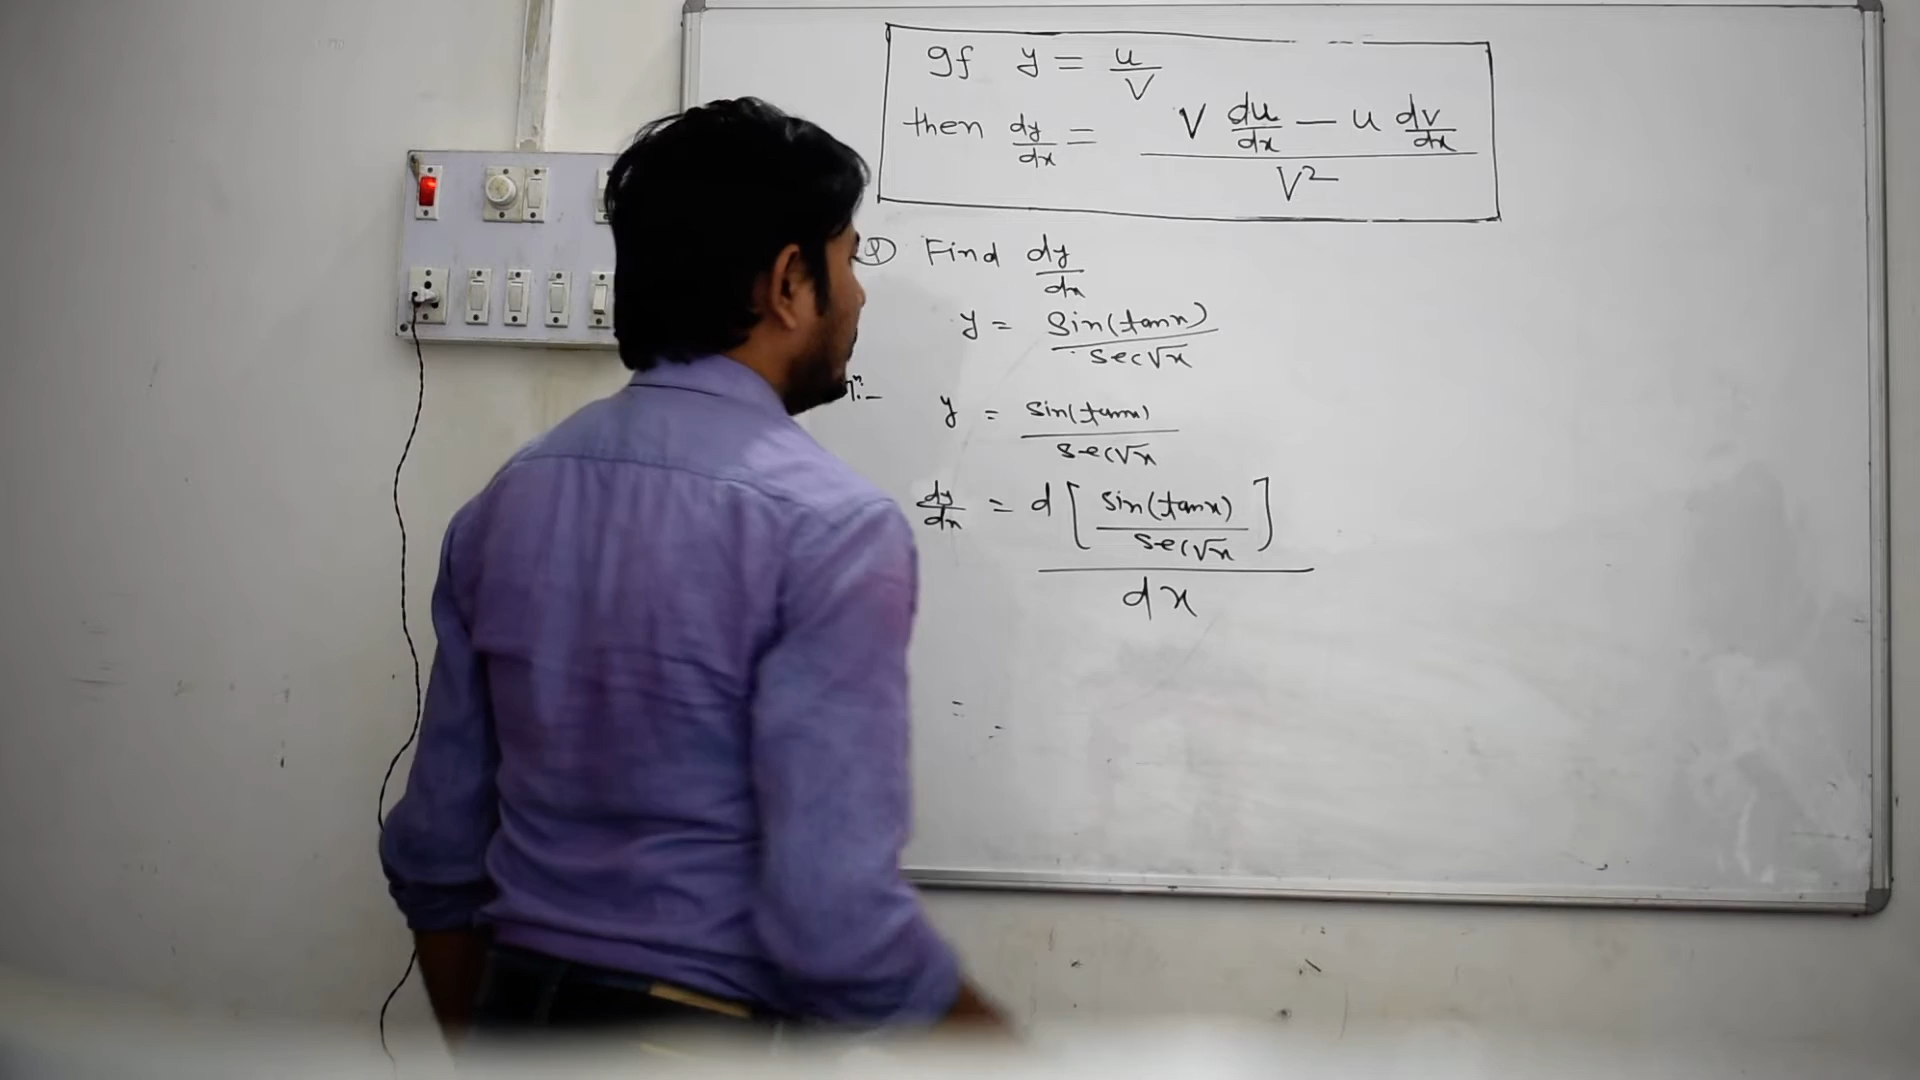 If y = u/v
then dy/dx = (v du/dx − u dv/dx)/v²
Q Find dy/dx
y = sin(tanx)/sec√x
y = sin(tanx)/sec√x
dy/dx = d[sin(tanx)/sec√x]/dx
=